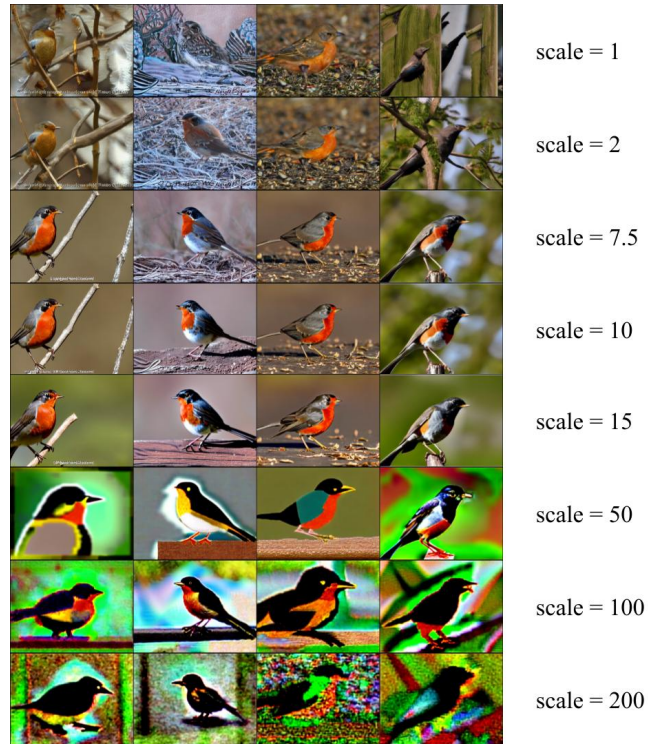 scale = 1
scale = 2
scale = 7.5
scale = 10
scale = 15
scale = 50
scale = 100
scale = 200